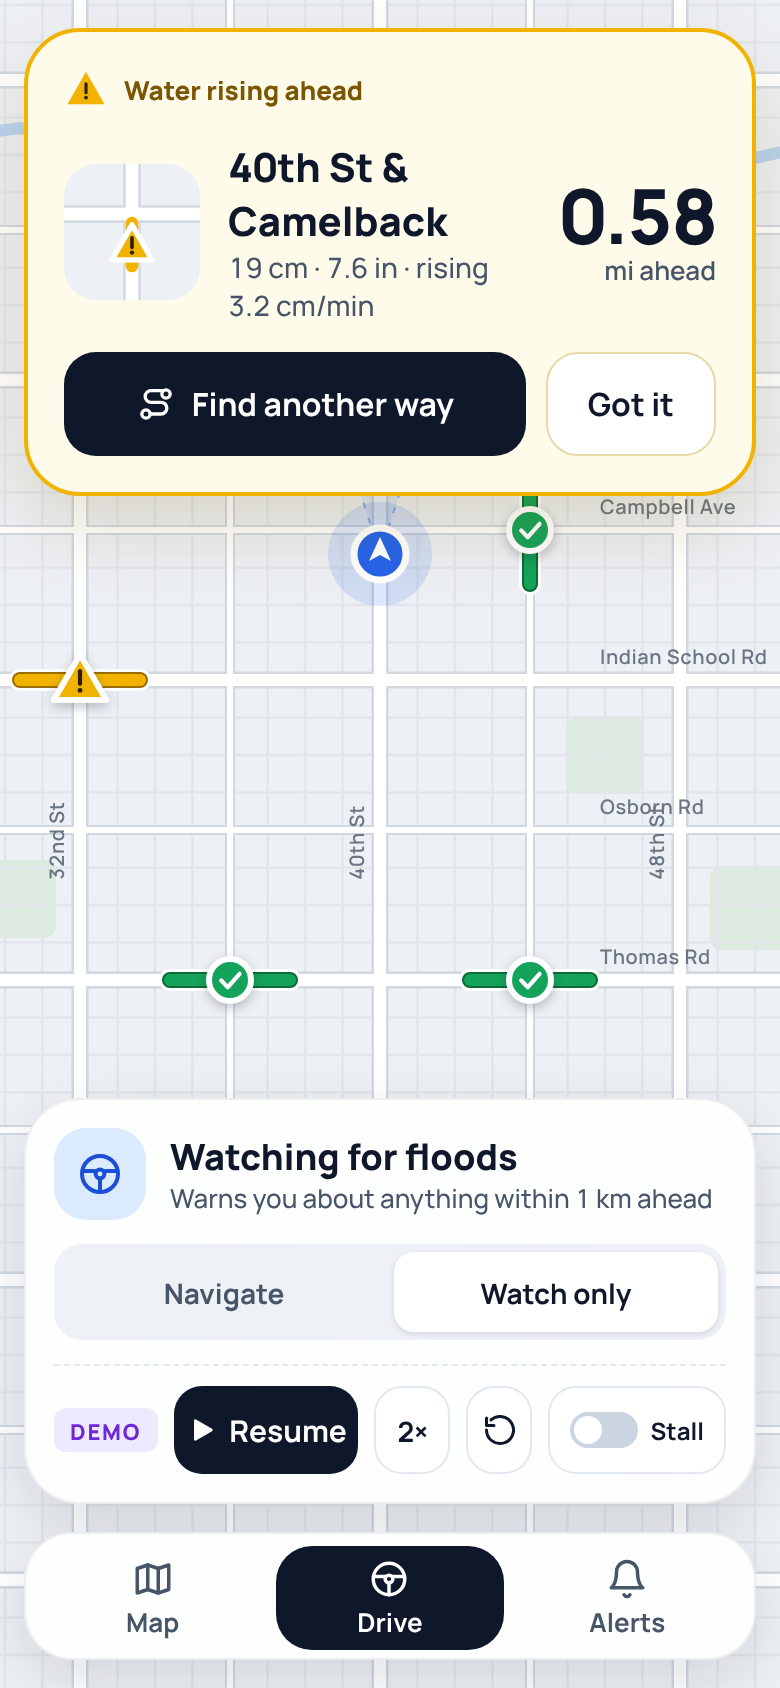 Water rising ahead
40th St &
Camelback
19 cm · 7.6 in · rising
3.2 cm/min
0.58
mi ahead
Find another way
Got it
Campbell Ave
Indian School Rd
Osborn Rd
32nd St
40th St
48th St
Thomas Rd
Watching for floods
Warns you about anything within 1 km ahead
Navigate
Watch only
DEMO
Resume
2×
Stall
Map
Drive
Alerts